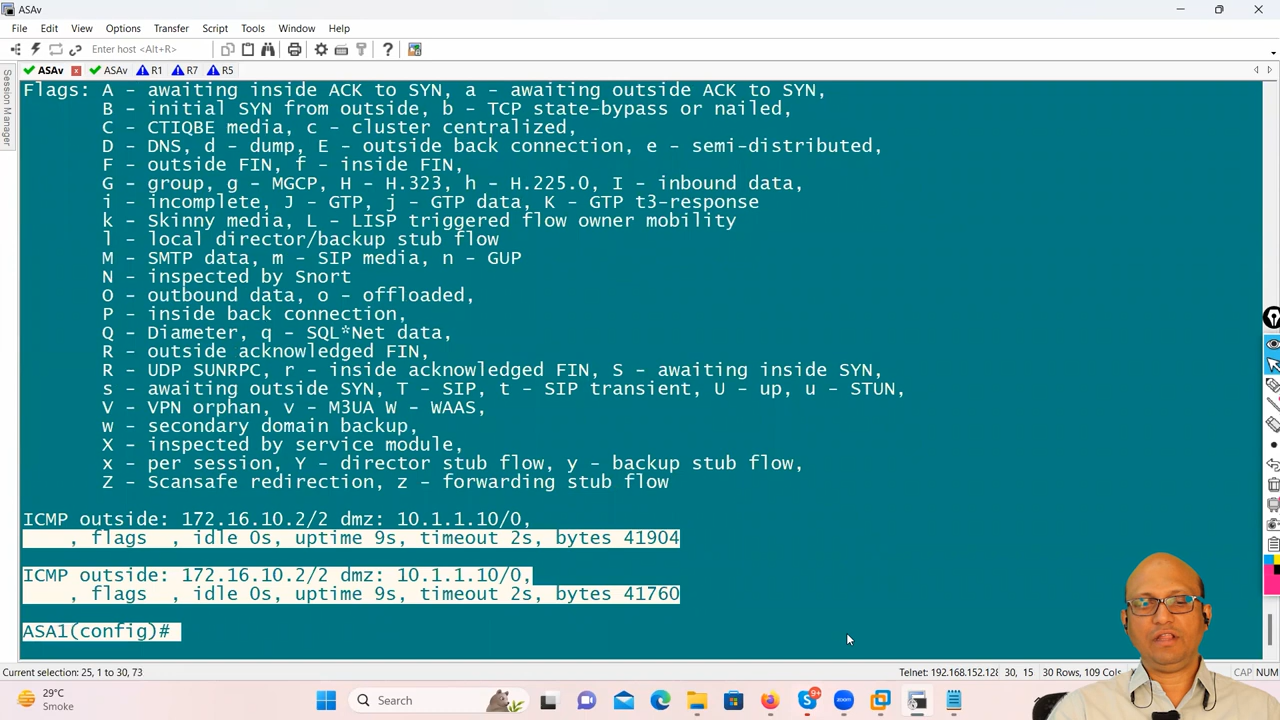 ASAv
File Edit View Options Transfer Script Tools Window Help
Enter host <Alt+R>
Session Manager
ASAv ASAv R1 R7 R5
Flags: A - awaiting inside ACK to SYN, a - awaiting outside ACK to SYN,
B - initial SYN from outside, b - TCP state-bypass or nailed,
C - CTIQBE media, c - cluster centralized,
D - DNS, d - dump, E - outside back connection, e - semi-distributed,
F - outside FIN, f - inside FIN,
G - group, g - MGCP, H - H.323, h - H.225.0, I - inbound data,
i - incomplete, J - GTP, j - GTP data, K - GTP t3-response
k - Skinny media, L - LISP triggered flow owner mobility
l - local director/backup stub flow
M - SMTP data, m - SIP media, n - GUP
N - inspected by Snort
O - outbound data, o - offloaded,
P - inside back connection,
Q - Diameter, q - SQL*Net data,
R - outside acknowledged FIN,
R - UDP SUNRPC, r - inside acknowledged FIN, S - awaiting inside SYN,
s - awaiting outside SYN, T - SIP, t - SIP transient, U - up, u - STUN,
V - VPN orphan, v - M3UA W - WAAS,
w - secondary domain backup,
X - inspected by service module,
x - per session, Y - director stub flow, y - backup stub flow,
Z - Scansafe redirection, z - forwarding stub flow
ICMP outside: 172.16.10.2/2 dmz: 10.1.1.10/0,
, flags , idle 0s, uptime 9s, timeout 2s, bytes 41904
ICMP outside: 172.16.10.2/2 dmz: 10.1.1.10/0,
, flags , idle 0s, uptime 9s, timeout 2s, bytes 41760
ASA1(config)#
Current selection: 25, 1 to 30, 73 Telnet: 192.168.152.128 30, 15 30 Rows, 109 Cols CAP NUM
29°C
Smoke
Search
9+
zoom